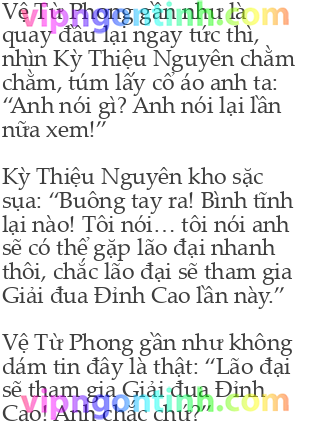 Vệ Từ Phong gần như là
quay đầu lại ngay tức thì,
nhìn Kỳ Thiệu Nguyên chằm
chằm, túm lấy cổ áo anh ta:
“Anh nói gì? Anh nói lại lần
nữa xem!”
Kỳ Thiệu Nguyên kho sặc
sụa: “Buông tay ra! Bình tĩnh
lại nào! Tôi nói… tôi nói anh
sẽ có thể gặp lão đại nhanh
thôi, chắc lão đại sẽ tham gia
Giải đua Đỉnh Cao lần này.”
Vệ Từ Phong gần như không
dám tin đây là thật: “Lão đại
sẽ tham gia Giải đua Đỉnh
Cao! Anh chắc chứ?”
vipngontinh.com
vipngontinh.com